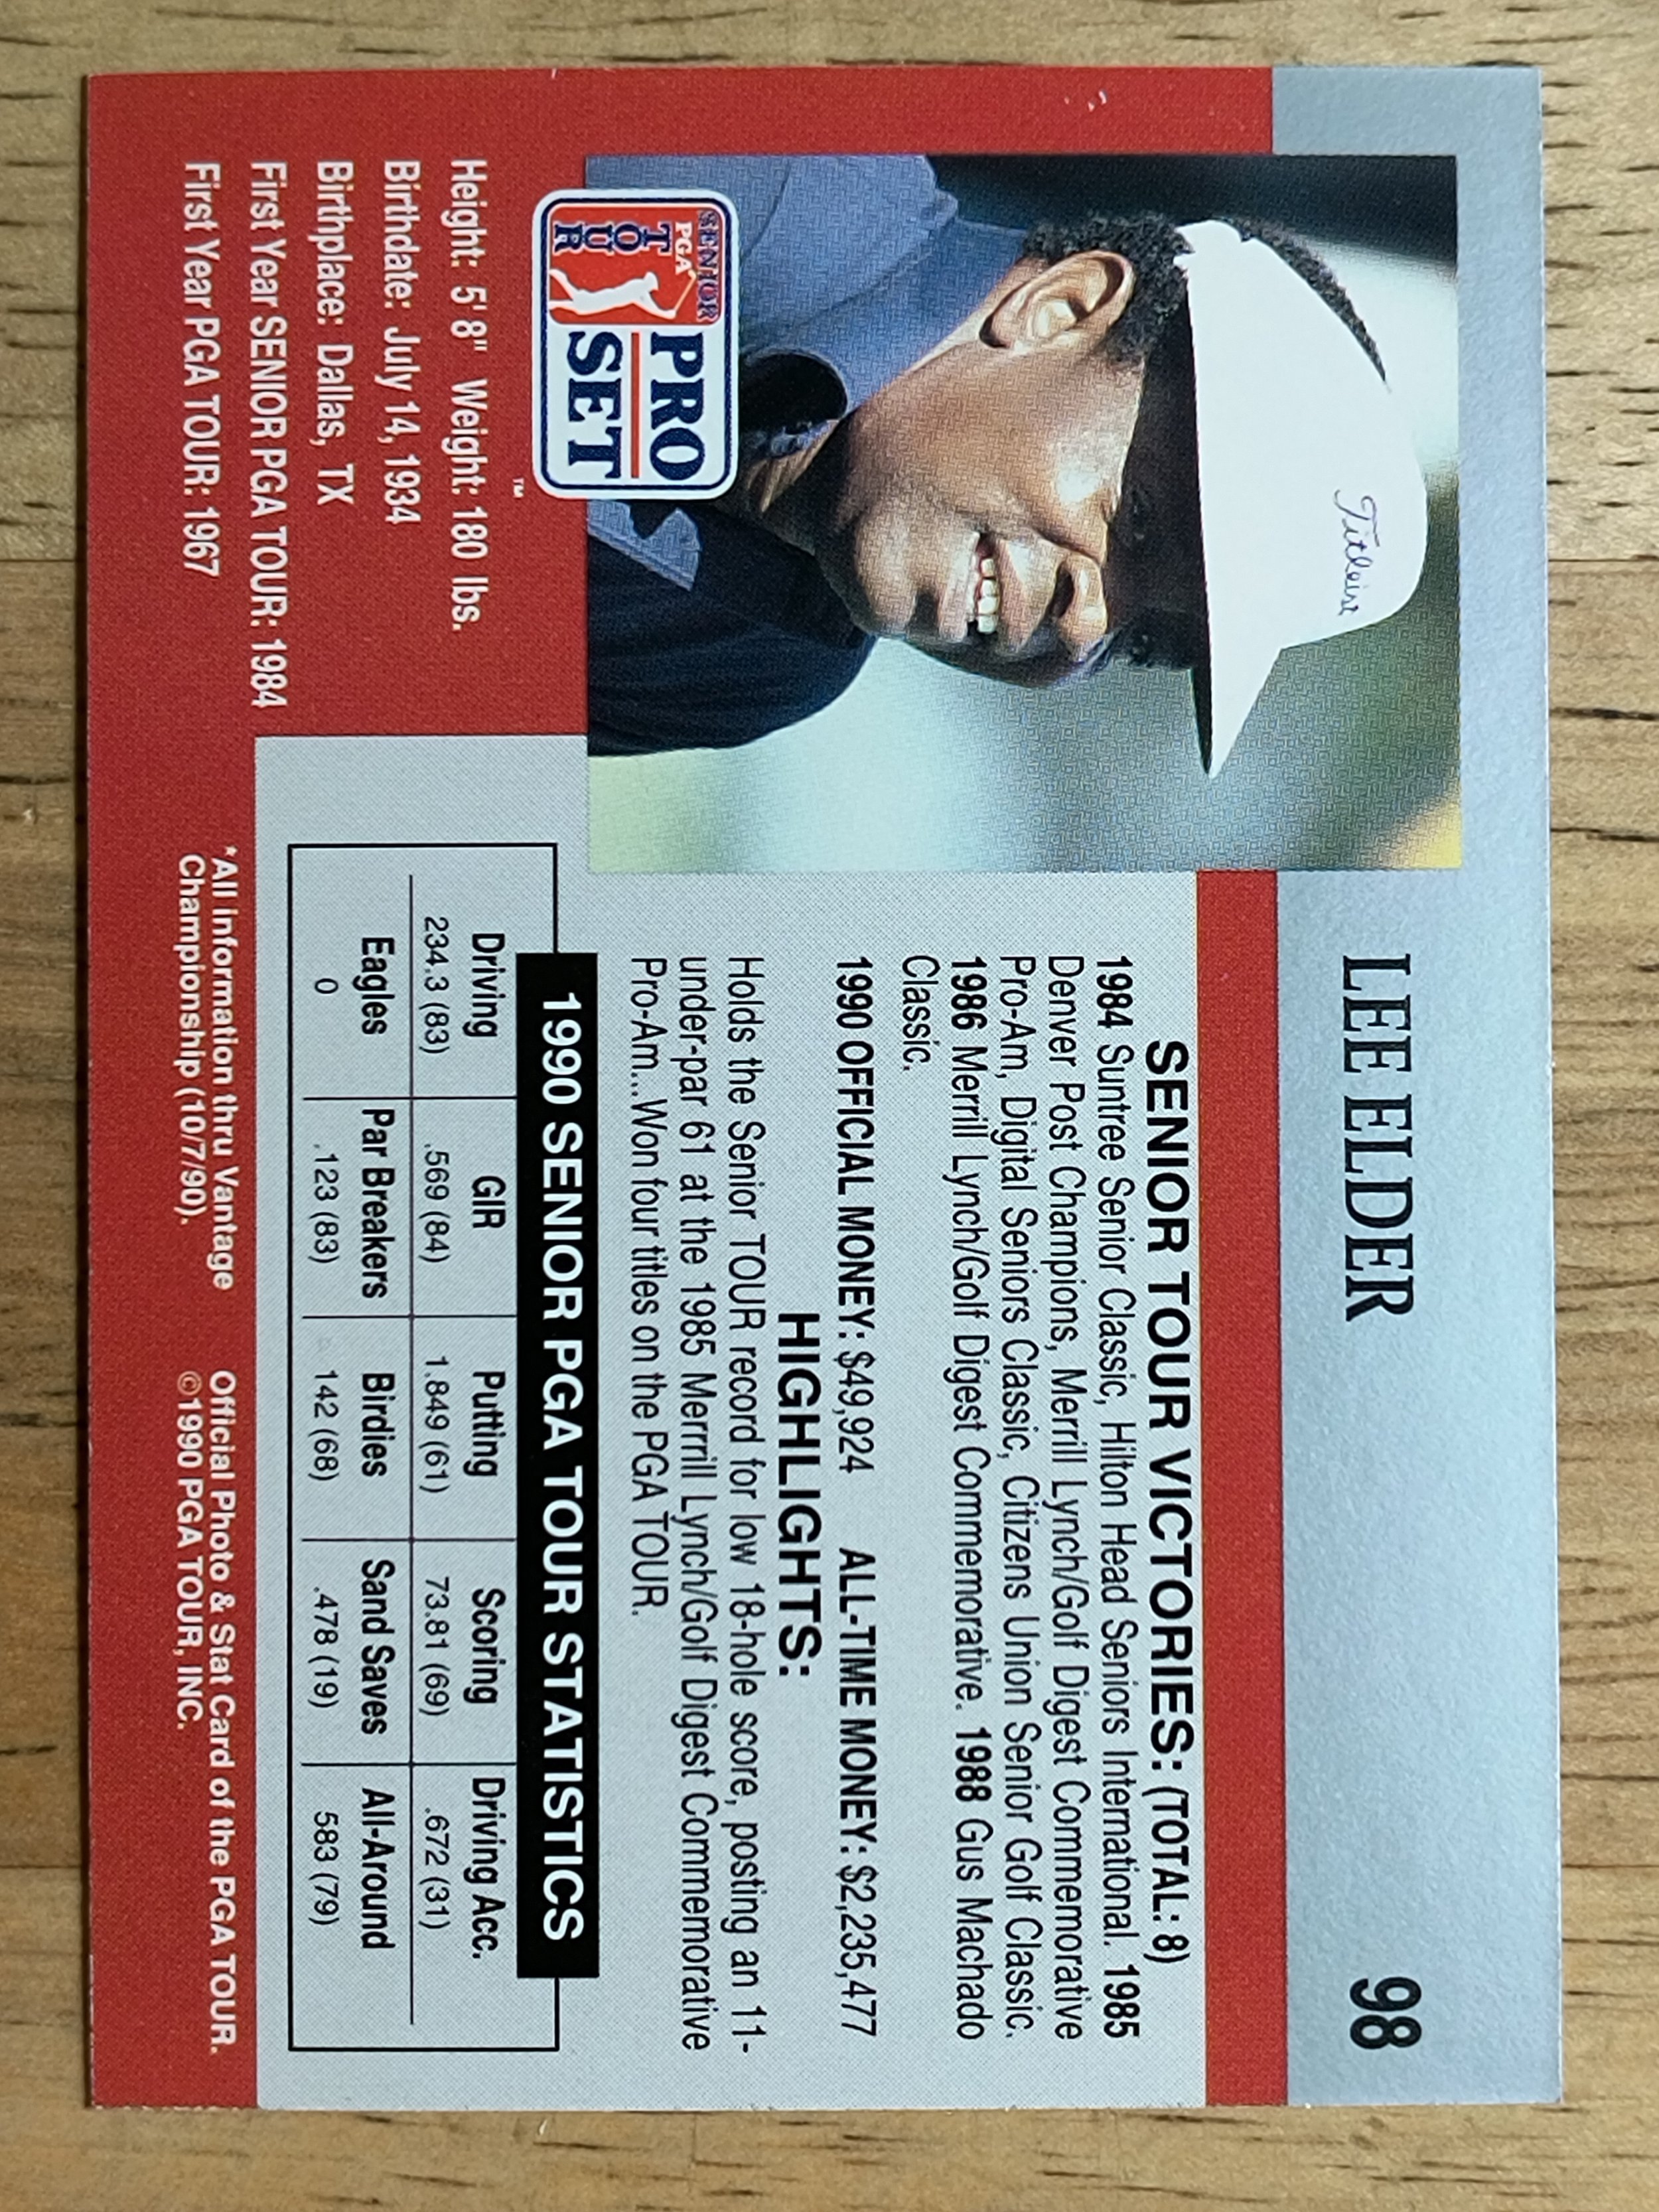 LEE ELDER 98
Titleist
SENIOR
PGA
TOUR
PRO
SET
™
Height: 5' 8" Weight: 180 lbs.
Birthdate: July 14, 1934
Birthplace: Dallas, TX
First Year SENIOR PGA TOUR: 1984
First Year PGA TOUR: 1967
SENIOR TOUR VICTORIES: (TOTAL: 8)
1984 Suntree Senior Classic, Hilton Head Seniors International. 1985
Denver Post Champions, Merrill Lynch/Golf Digest Commemorative
Pro-Am, Digital Seniors Classic, Citizens Union Senior Golf Classic.
1986 Merrill Lynch/Golf Digest Commemorative. 1988 Gus Machado
Classic.
1990 OFFICIAL MONEY: $49,924 ALL-TIME MONEY: $2,235,477
HIGHLIGHTS:
Holds the Senior TOUR record for low 18-hole score, posting an 11-
under-par 61 at the 1985 Merrill Lynch/Golf Digest Commemorative
Pro-Am...Won four titles on the PGA TOUR.
1990 SENIOR PGA TOUR STATISTICS
Driving GIR Putting Scoring Driving Acc.
234.3 (83) .569 (84) 1.849 (61) 73.81 (69) .672 (31)
Eagles Par Breakers Birdies Sand Saves All-Around
0 .123 (83) 142 (68) .478 (19) 583 (79)
*All Information thru Vantage
Championship (10/7/90).
Official Photo & Stat Card of the PGA TOUR.
©1990 PGA TOUR, INC.